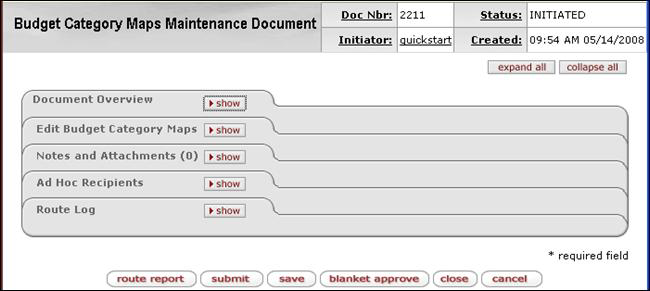 Budget Category Maps Maintenance Document
Doc Nbr: 2211 Status: INITIATED
Initiator: quickstart Created: 09:54 AM 05/14/2008
expand all collapse all
Document Overview show
Edit Budget Category Maps show
Notes and Attachments (0) show
Ad Hoc Recipients show
Route Log show
* required field
route report submit save blanket approve close cancel